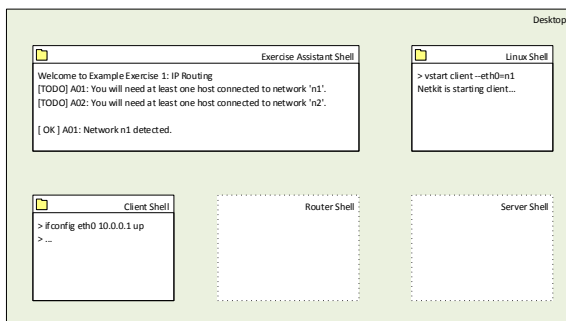 Desktop
Exercise Assistant Shell
Welcome to Example Exercise 1: IP Routing
[TODO] A01: You will need at least one host connected to network 'n1'.
[TODO] A02: You will need at least one host connected to network 'n2'.
[ OK ] A01: Network n1 detected.
Linux Shell
> vstart client --eth0=n1
Netkit is starting client...
Client Shell
> ifconfig eth0 10.0.0.1 up
> ...
Router Shell
Server Shell